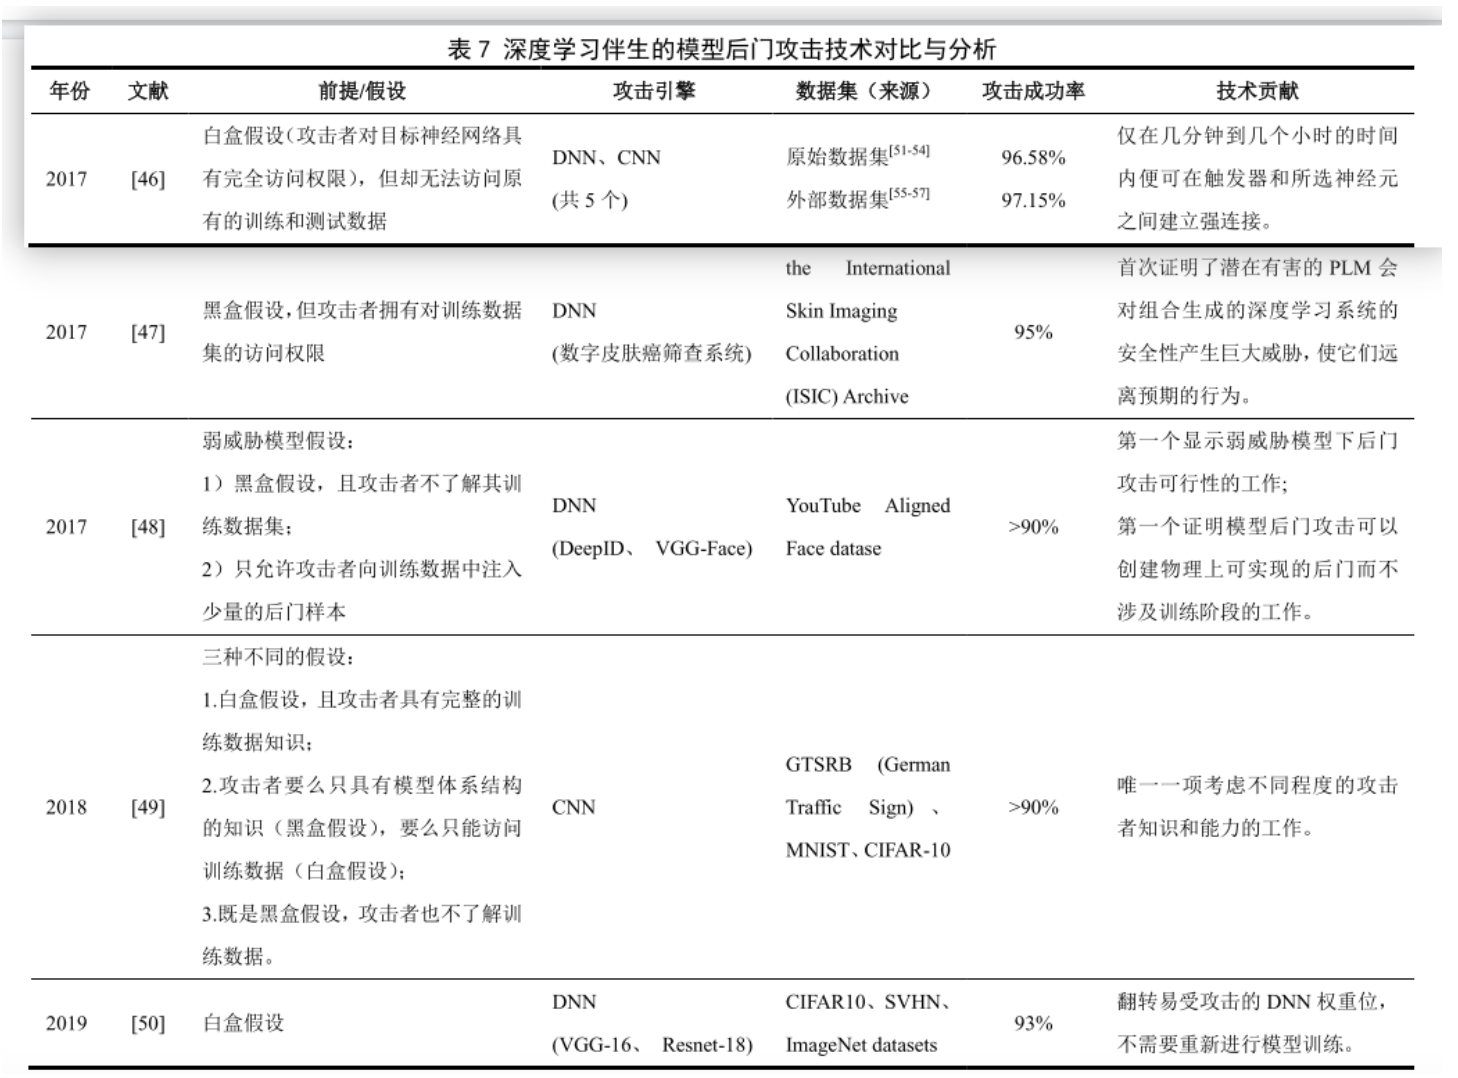 表 7 深度学习伴生的模型后门攻击技术对比与分析
年份 文献 前提/假设 攻击引擎 数据集（来源） 攻击成功率 技术贡献
2017
[46]
白盒假设（攻击者对目标神经网络具
有完全访问权限），但却无法访问原
有的训练和测试数据
DNN、CNN
(共 5 个)
原始数据集[51-54]
外部数据集[55-57]
96.58%
97.15%
仅在几分钟到几个小时的时间
内便可在触发器和所选神经元
之间建立强连接。
2017
[47]
黑盒假设，但攻击者拥有对训练数据
集的访问权限
DNN
(数字皮肤癌筛查系统)
the International
Skin Imaging
Collaboration
(ISIC) Archive
95%
首次证明了潜在有害的 PLM 会
对组合生成的深度学习系统的
安全性产生巨大威胁，使它们远
离预期的行为。
2017
[48]
弱威胁模型假设：
1）黑盒假设，且攻击者不了解其训
练数据集；
2）只允许攻击者向训练数据中注入
少量的后门样本
DNN
(DeepID、 VGG-Face)
YouTube Aligned
Face datase
>90%
第一个显示弱威胁模型下后门
攻击可行性的工作;
第一个证明模型后门攻击可以
创建物理上可实现的后门而不
涉及训练阶段的工作。
2018
[49]
三种不同的假设：
1.白盒假设，且攻击者具有完整的训
练数据知识；
2.攻击者要么只具有模型体系结构
的知识（黑盒假设），要么只能访问
训练数据（白盒假设）；
3.既是黑盒假设，攻击者也不了解训
练数据。
CNN
GTSRB (German
Traffic Sign) 、
MNIST、CIFAR-10
>90%
唯一一项考虑不同程度的攻击
者知识和能力的工作。
2019
[50]
白盒假设
DNN
(VGG-16、 Resnet-18)
CIFAR10、SVHN、
ImageNet datasets
93%
翻转易受攻击的 DNN 权重位，
不需要重新进行模型训练。